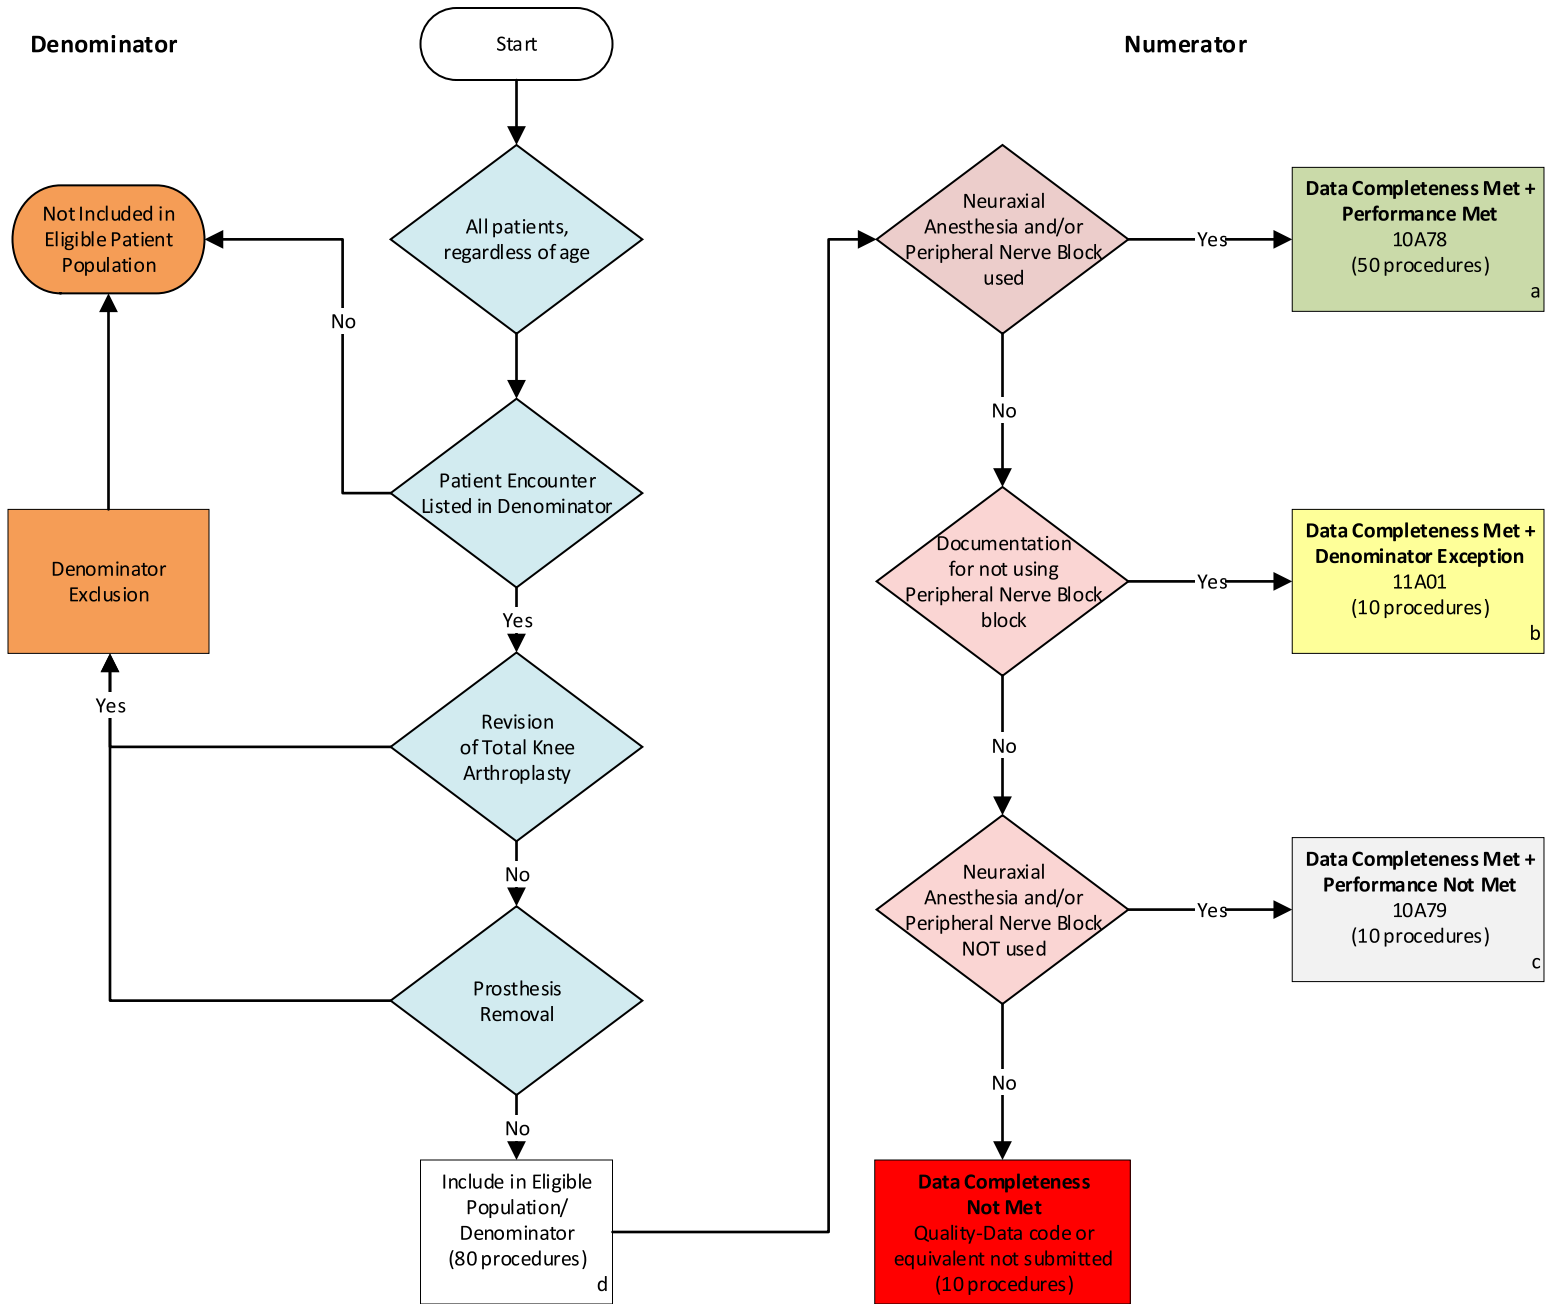 Denominator
Start
Numerator
All patients,
regardless of age
Not Included in
Eligible Patient
Population
No
Patient Encounter
Listed in Denominator
Denominator
Exclusion
Yes
Yes
Revision
of Total Knee
Arthroplasty
No
Prosthesis
Removal
No
Include in Eligible
Population/
Denominator
(80 procedures)
d
Neuraxial
Anesthesia and/or
Peripheral Nerve Block
used
Yes
Data Completeness Met +
Performance Met
10A78
(50 procedures)
a
No
Documentation
for not using
Peripheral Nerve Block
block
Yes
Data Completeness Met +
Denominator Exception
11A01
(10 procedures)
b
No
Neuraxial
Anesthesia and/or
Peripheral Nerve Block
NOT used
Yes
Data Completeness Met +
Performance Not Met
10A79
(10 procedures)
c
No
Data Completeness
Not Met
Quality-Data code or
equivalent not submitted
(10 procedures)